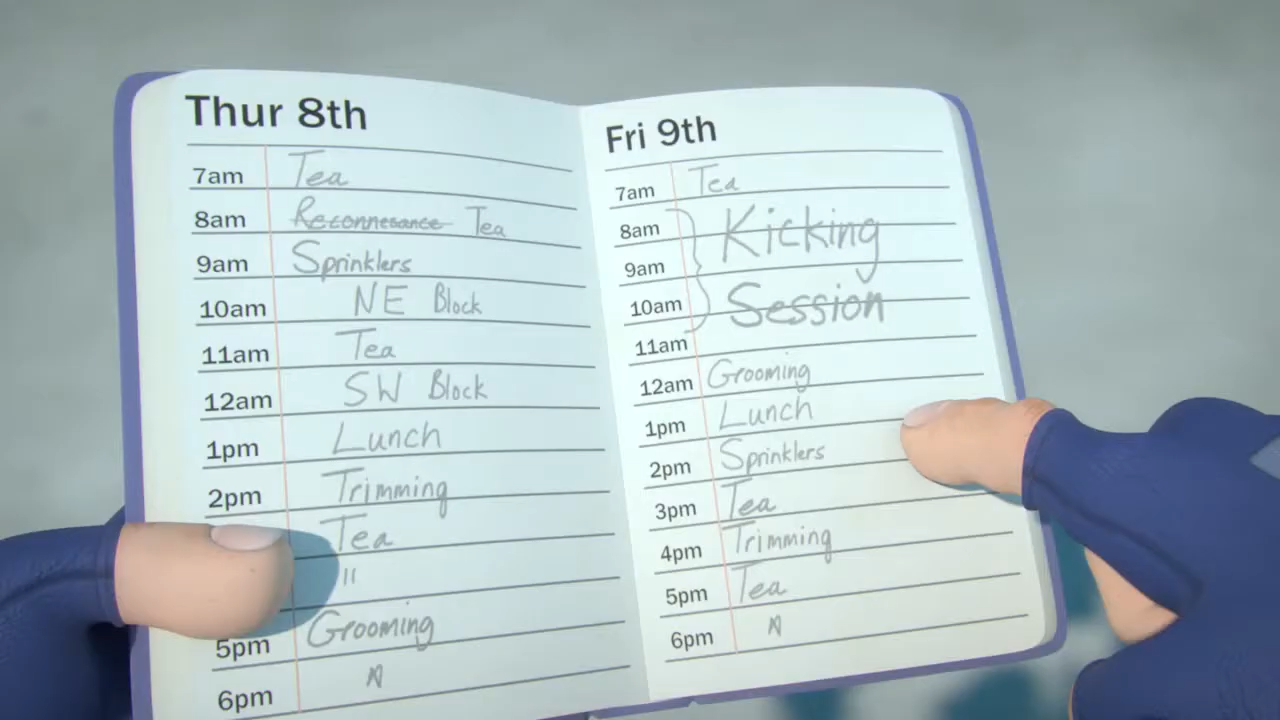 Thur 8th
7am Tea
8am Reconnesance Tea
9am Sprinklers
10am NE Block
11am Tea
12am SW Block
1pm Lunch
2pm Trimming
Tea
"
5pm Grooming
6pm
Fri 9th
7am Tea
8am Kicking
9am
10am Session
11am
12am Grooming
1pm Lunch
2pm Sprinklers
3pm Tea
4pm Trimming
5pm Tea
6pm